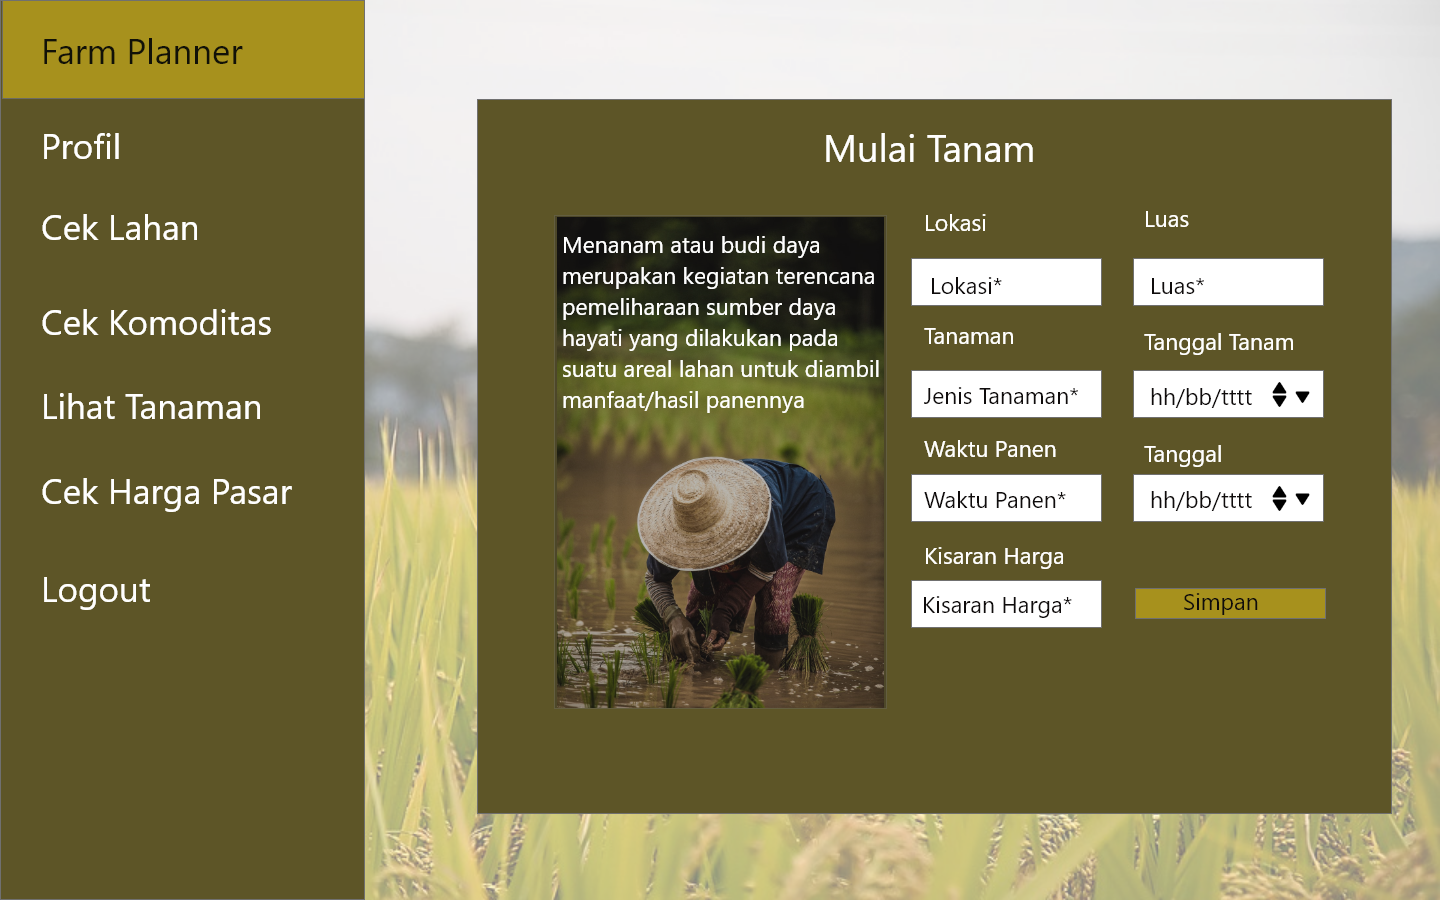 Farm Planner
Profil
Cek Lahan
Cek Komoditas
Lihat Tanaman
Cek Harga Pasar
Logout
Mulai Tanam
Menanam atau budi daya
merupakan kegiatan terencana
pemeliharaan sumber daya
hayati yang dilakukan pada
suatu areal lahan untuk diambil
manfaat/hasil panennya
Lokasi
Lokasi*
Luas
Luas*
Tanaman
Jenis Tanaman*
Tanggal Tanam
hh/bb/tttt
Waktu Panen
Waktu Panen*
Tanggal
hh/bb/tttt
Kisaran Harga
Kisaran Harga*
Simpan